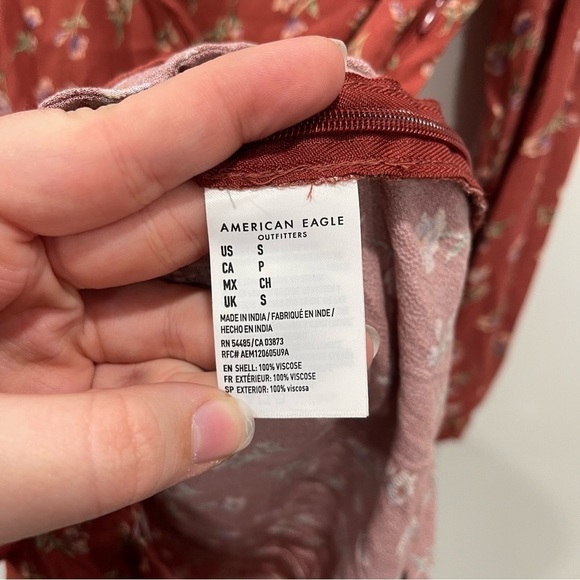 AMERICAN EAGLE
OUTFITTERS
US S
CA P
MX CH
UK S
MADE IN INDIA / FABRIQUÉ EN INDE /
HECHO EN INDIA
RN 54485/CA 03873
RFC# AEM120605U9A
EN SHELL: 100% VISCOSE
FR EXTÉRIEUR: 100% VISCOSE
SP EXTERIOR: 100% viscosa